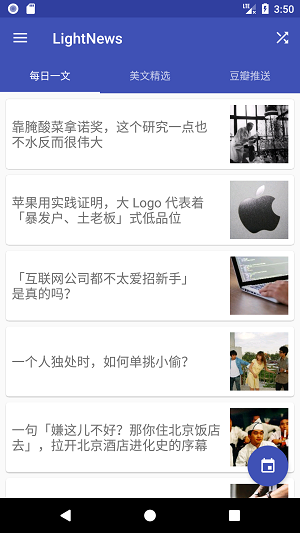 3:50
LightNews
每日一文 美文精选 豆瓣推送
靠腌酸菜拿诺奖，这个研究一点也
不水反而很伟大
苹果用实践证明，大 Logo 代表着
「暴发户、土老板」式低品位
「互联网公司都不太爱招新手」
是真的吗？
一个人独处时，如何单挑小偷？
一句「嫌这儿不好？那你住北京饭店
去」，拉开北京酒店进化史的序幕